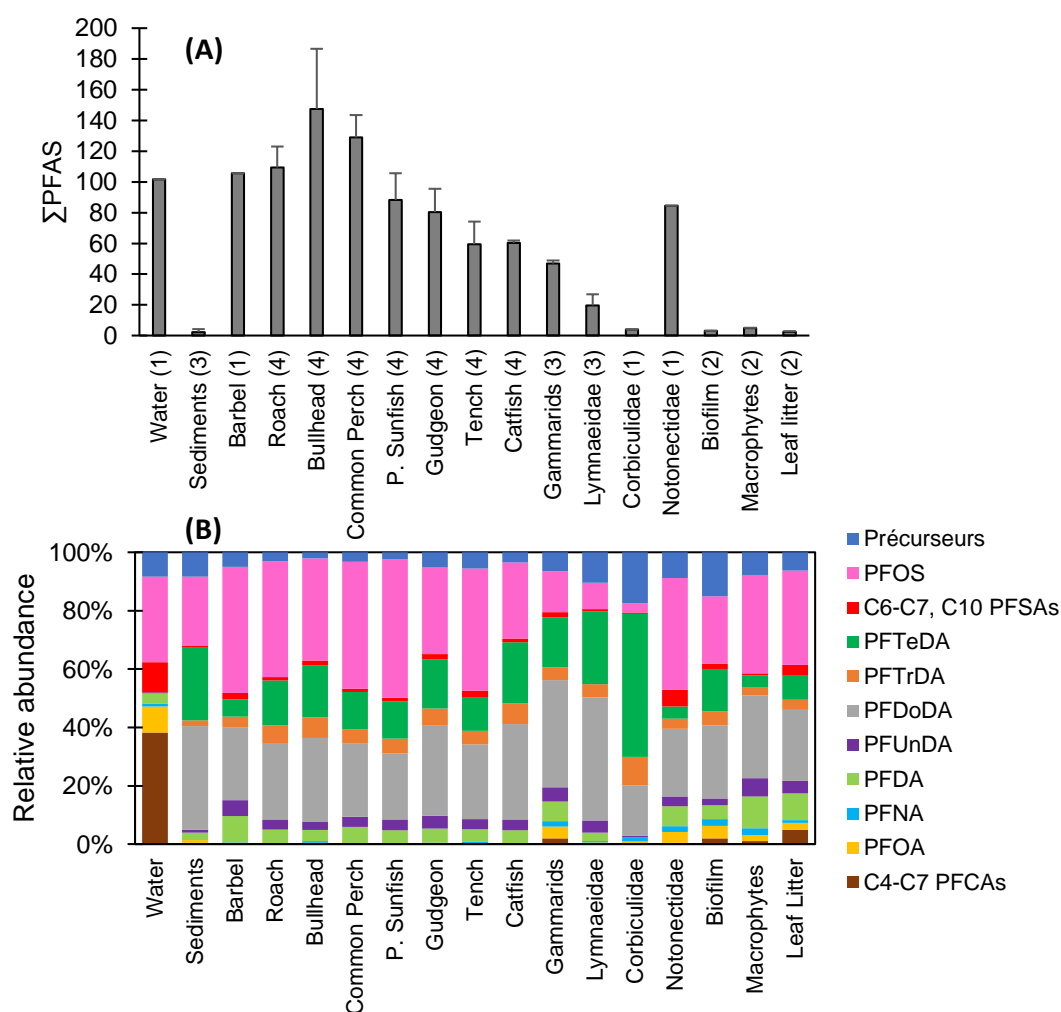 (A)
200
180
160
140
120
100
80
60
40
20
0
∑PFAS
Water (1)
Sediments (3)
Barbel (1)
Roach (4)
Bullhead (4)
Common Perch (4)
P. Sunfish (4)
Gudgeon (4)
Tench (4)
Catfish (4)
Gammarids (3)
Lymnaeidae (3)
Corbiculidae (1)
Notonectidae (1)
Biofilm (2)
Macrophytes (2)
Leaf litter (2)
(B)
100%
80%
60%
40%
20%
0%
Relative abundance
Water
Sediments
Barbel
Roach
Bullhead
Common Perch
P. Sunfish
Gudgeon
Tench
Catfish
Gammarids
Lymnaeidae
Corbiculidae
Notonectidae
Biofilm
Macrophytes
Leaf Litter
Précurseurs
PFOS
C6-C7, C10 PFSAs
PFTeDA
PFTrDA
PFDoDA
PFUnDA
PFDA
PFNA
PFOA
C4-C7 PFCAs